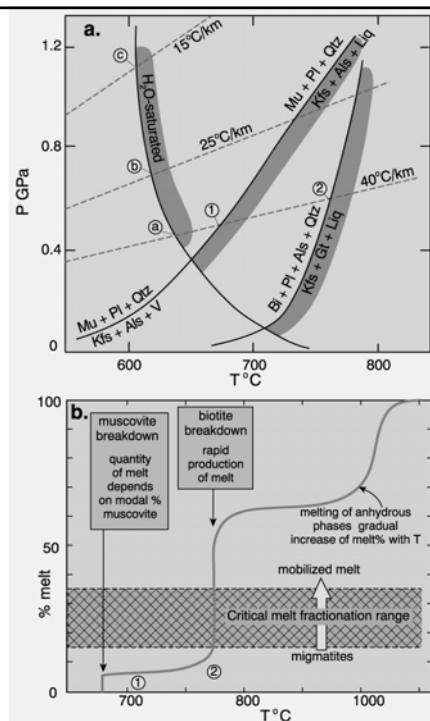 a.
1.2
0.8
0.4
0
P GPa
15°C/km
25°C/km
40°C/km
c
b
a
1
2
H₂O-saturated
Mu + Pl + Qtz
Kfs + Als + Liq
Bi + Pl + Als + Qtz
Kfs + Gt + Liq
Mu + Pl + Qtz
Kfs + Als + V
600
700
800
T°C
b.
100
50
0
% melt
muscovite
breakdown
quantity
of melt
depends
on modal %
muscovite
biotite
breakdown
rapid
production
of melt
melting of anhydrous
phases gradual
increase of melt% with T
mobilized melt
Critical melt fractionation range
migmatites
1
2
700
800
1000
T°C